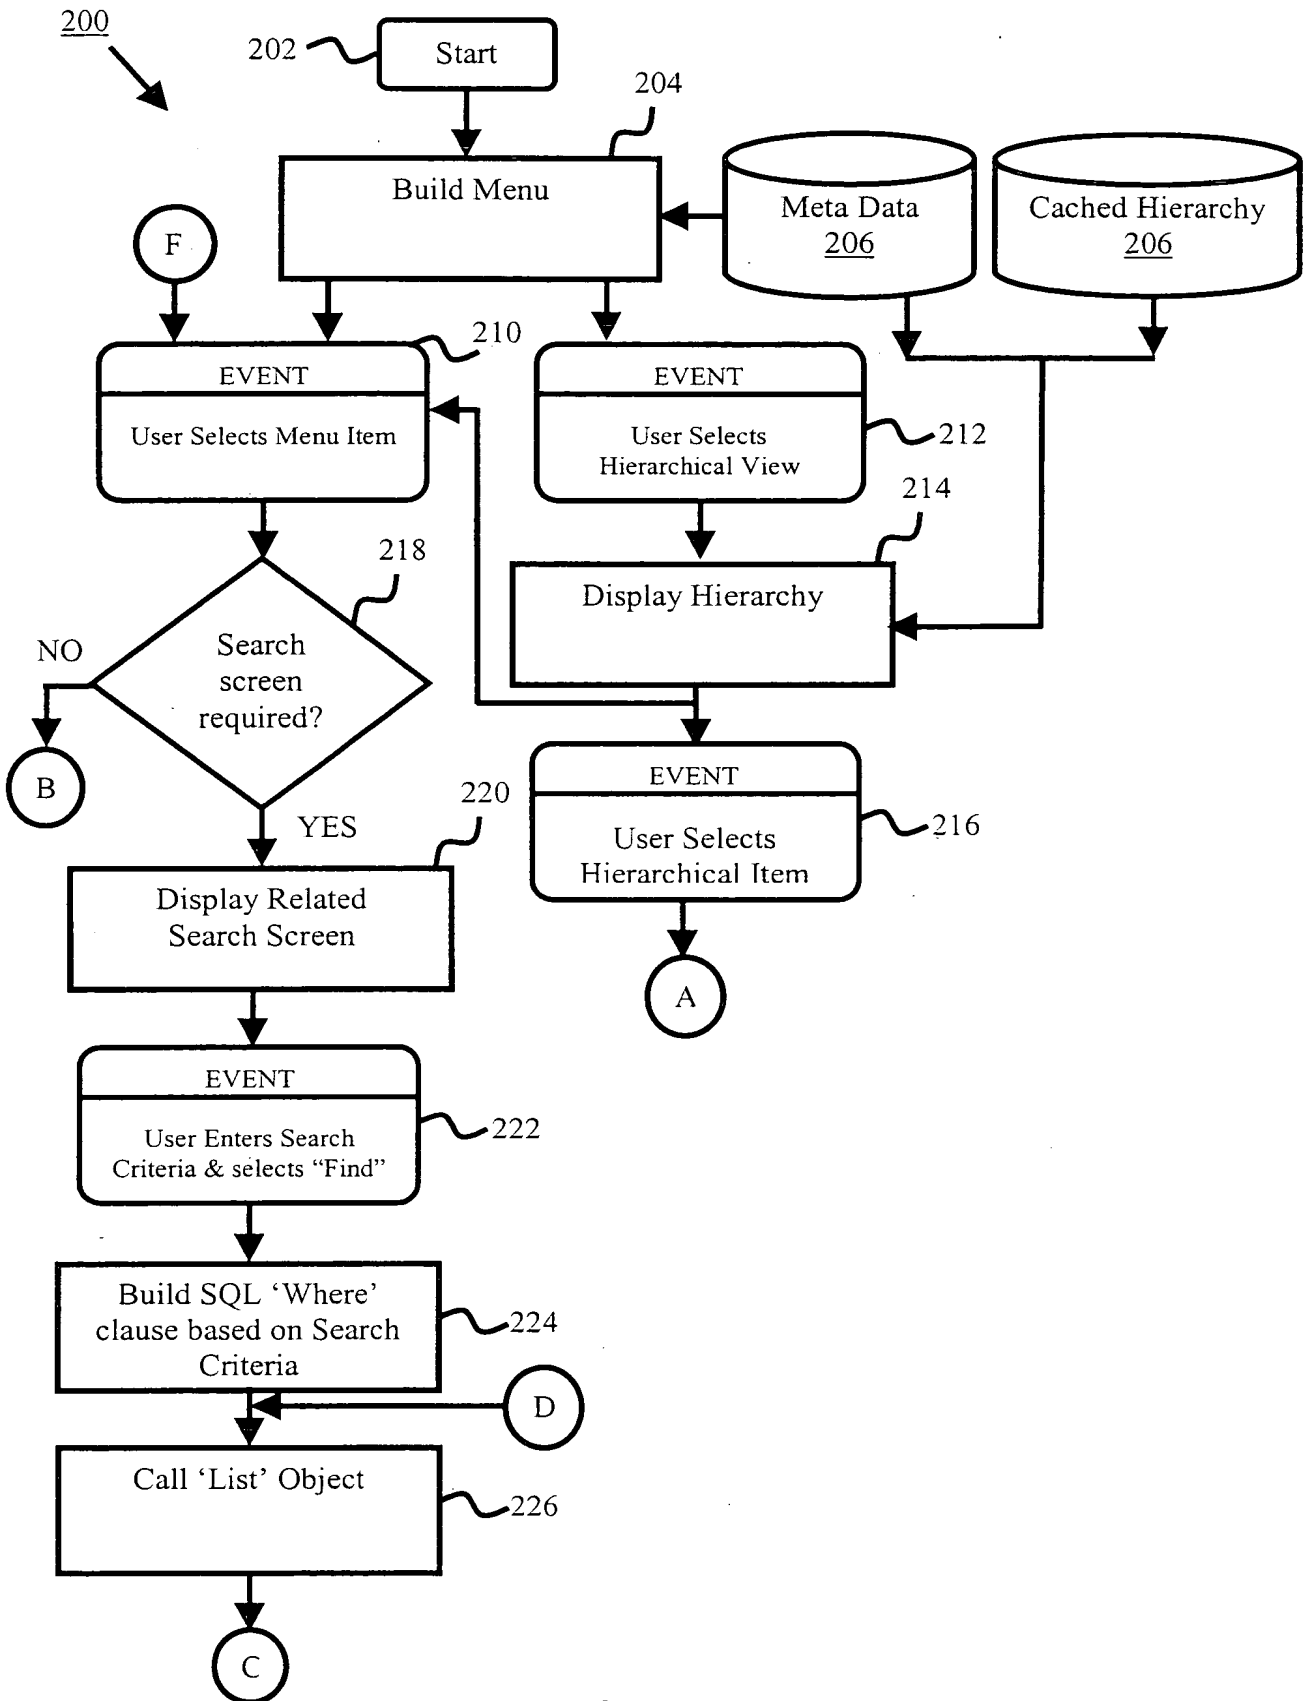 200
202
Start
204
Build Menu
Meta Data
206
Cached Hierarchy
206
F
210
EVENT
User Selects Menu Item
EVENT
User Selects
Hierarchical View
212
214
Display Hierarchy
218
Search
screen
required?
NO
B
YES
EVENT
User Selects
Hierarchical Item
216
A
220
Display Related
Search Screen
EVENT
User Enters Search
Criteria & selects “Find”
222
Build SQL ‘Where’
clause based on Search
Criteria
224
D
Call ‘List’ Object
226
C